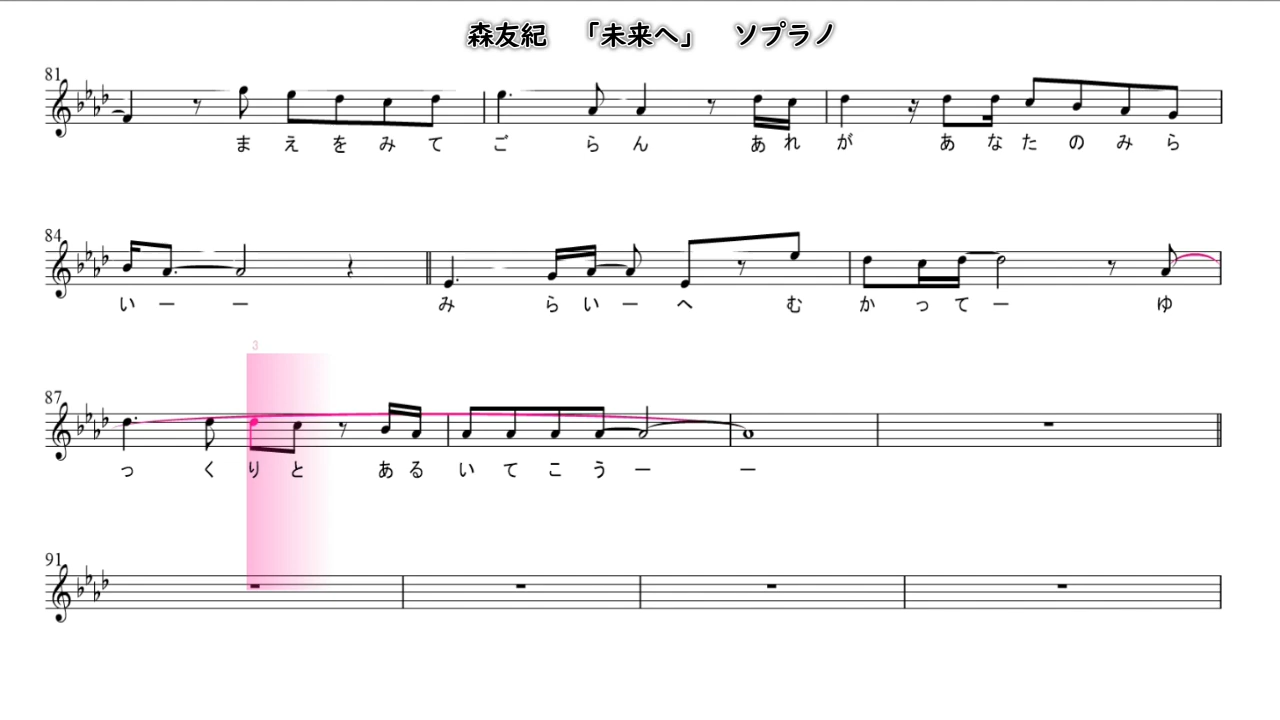 森友紀 「未来へ」 ソプラノ
81
まえをみてごらんあれがあなたのみら
84
いーーみらいーへむかってーゆ
3
87
っくりとあるいてこうーー
91